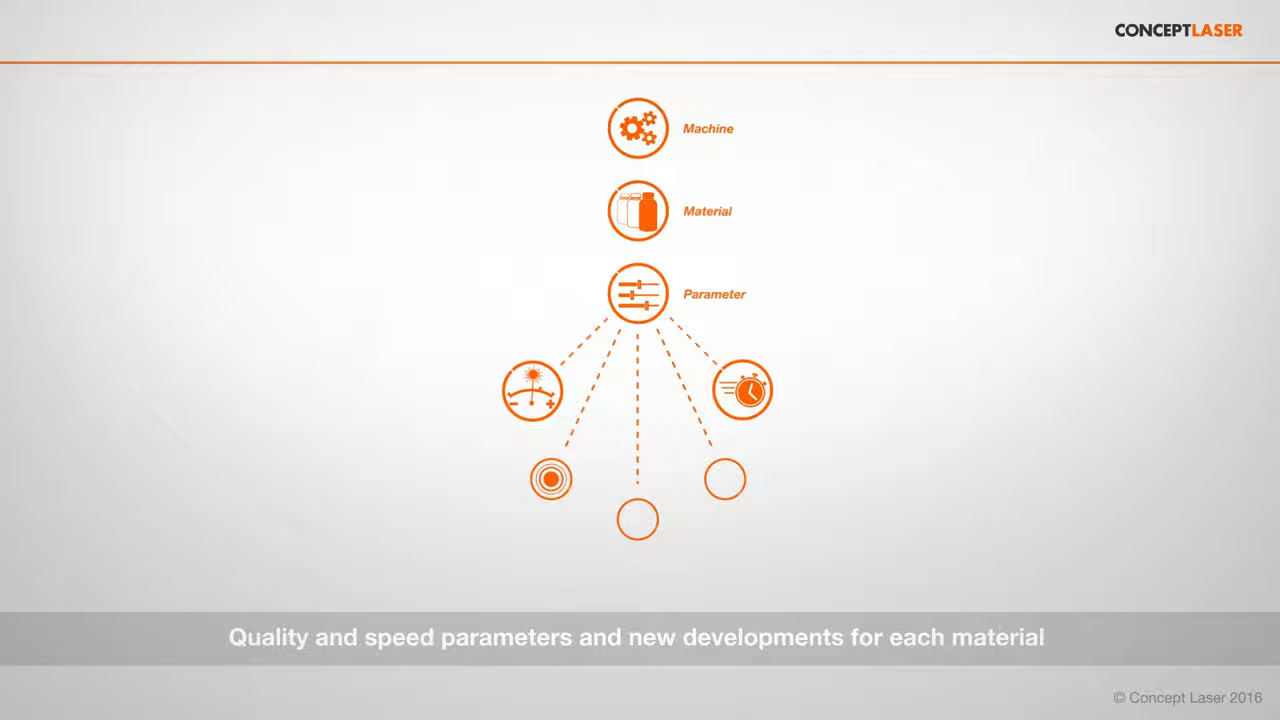 CONCEPTLASER
Machine
Material
Parameter
Quality and speed parameters and new developments for each material
© Concept Laser 2016